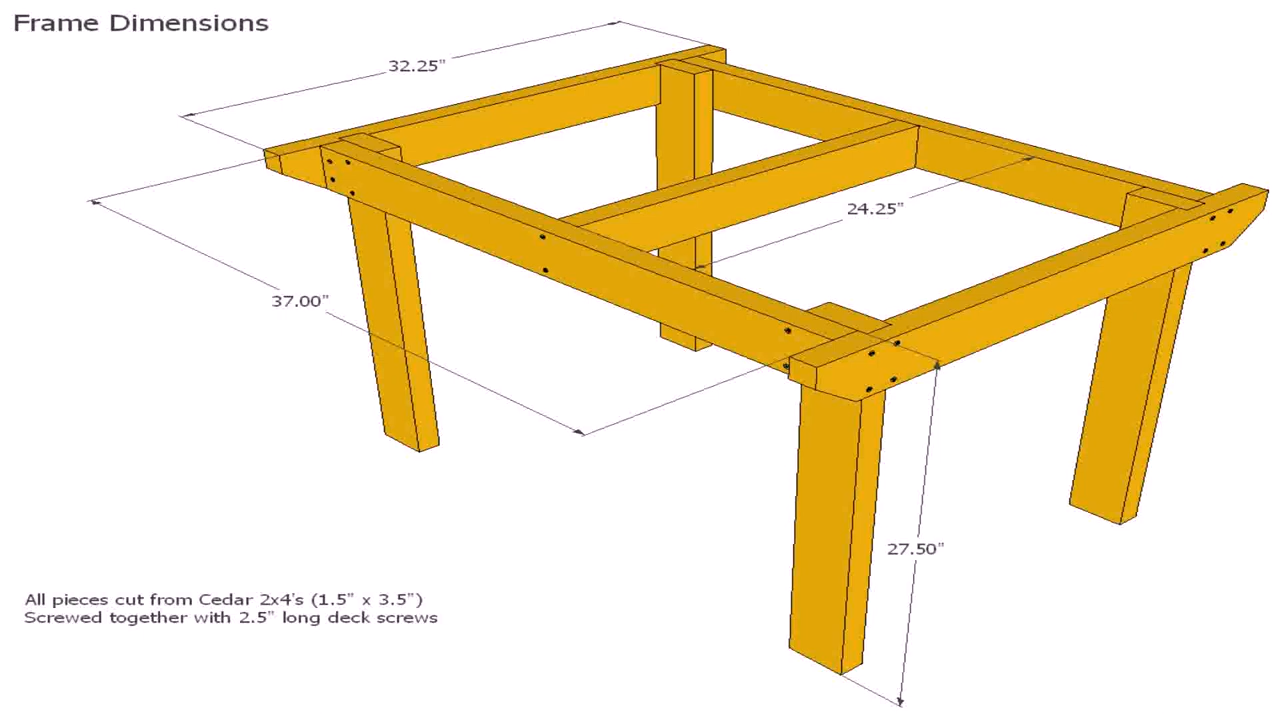 Frame Dimensions
32.25"
24.25"
37.00"
27.50"
All pieces cut from Cedar 2x4's (1.5" x 3.5")
Screwed together with 2.5" long deck screws